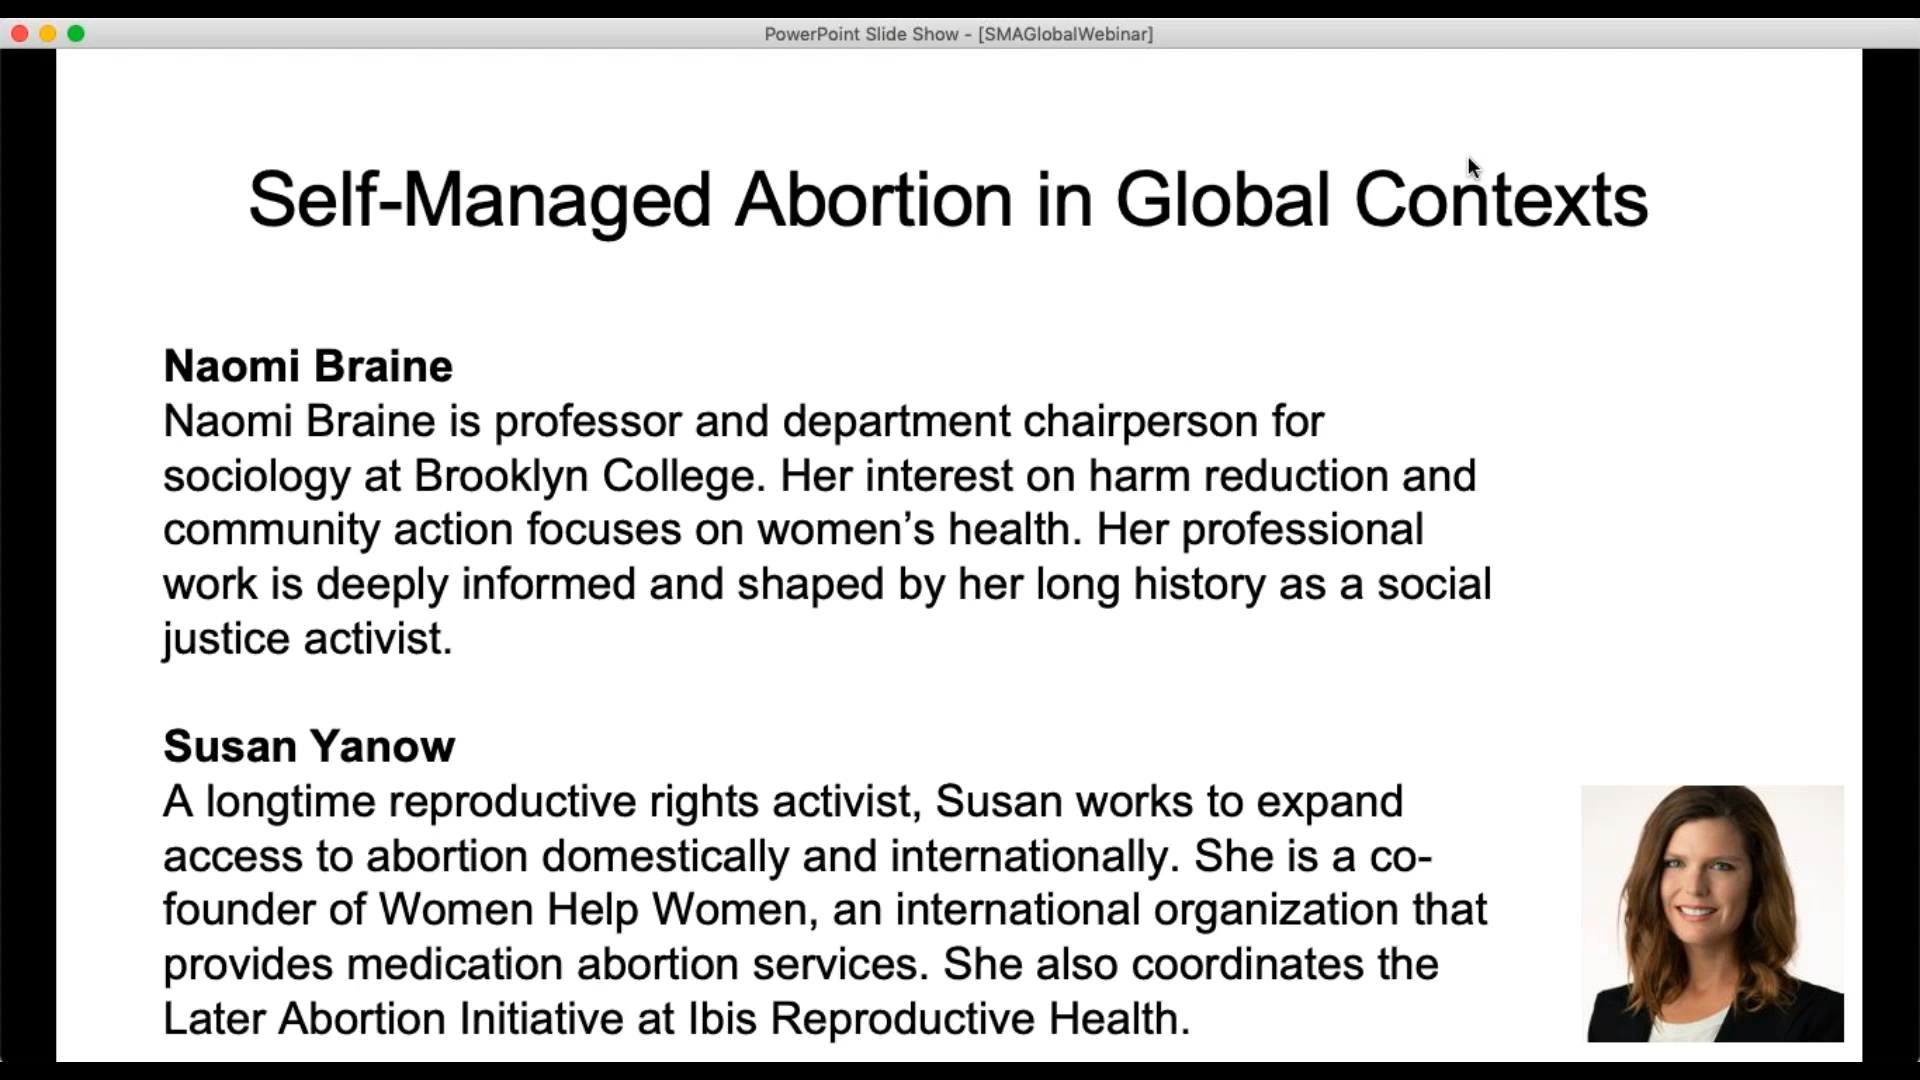 PowerPoint Slide Show - [SMAGlobalWebinar]
Self-Managed Abortion in Global Contexts
Naomi Braine
Naomi Braine is professor and department chairperson for
sociology at Brooklyn College. Her interest on harm reduction and
community action focuses on women’s health. Her professional
work is deeply informed and shaped by her long history as a social
justice activist.
Susan Yanow
A longtime reproductive rights activist, Susan works to expand
access to abortion domestically and internationally. She is a co-
founder of Women Help Women, an international organization that
provides medication abortion services. She also coordinates the
Later Abortion Initiative at Ibis Reproductive Health.